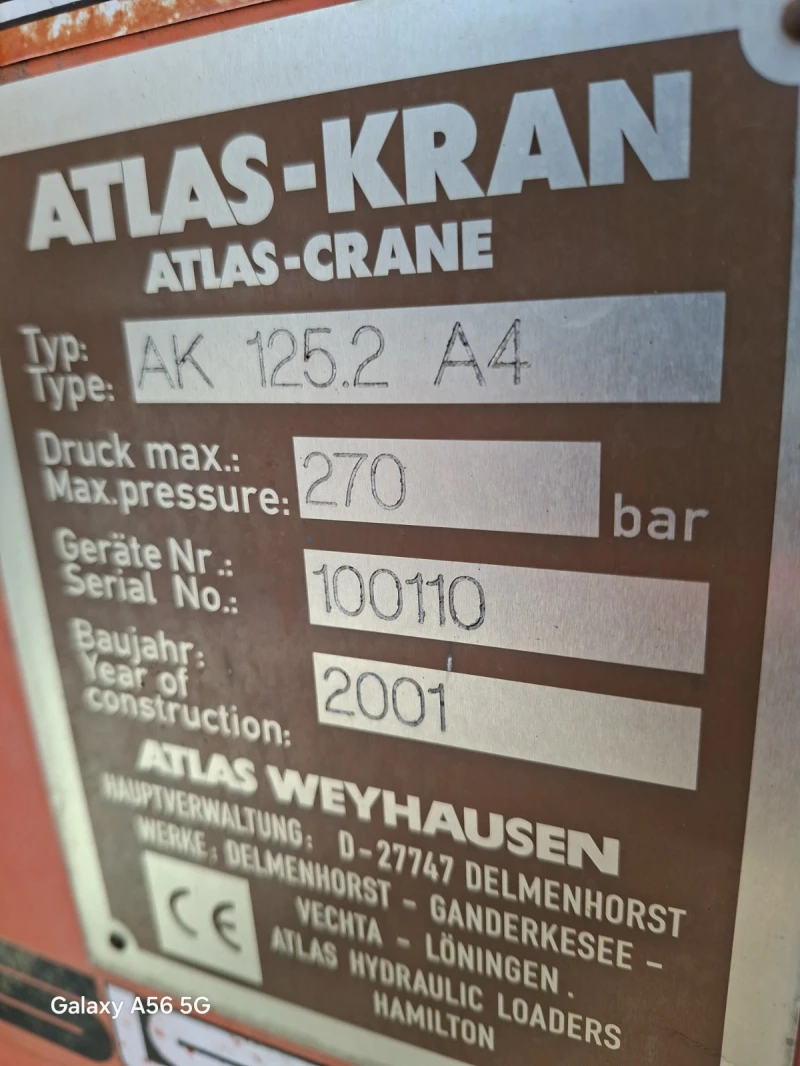 ATLAS-KRAN
ATLAS-CRANE
Typ:
Type:
AK 125.2 A4
Druck max.:
Max.pressure:
270
bar
Geräte Nr.:
Serial No.:
100110
Baujahr:
Year of
construction:
2001
ATLAS WEYHAUSEN
HAUPTVERWALTUNG: D-27747 DELMENHORST
WERKE: DELMENHORST - GANDERKESEE -
VECHTA - LÖNINGEN.
ATLAS HYDRAULIC LOADERS
HAMILTON
CE
Galaxy A56 5G